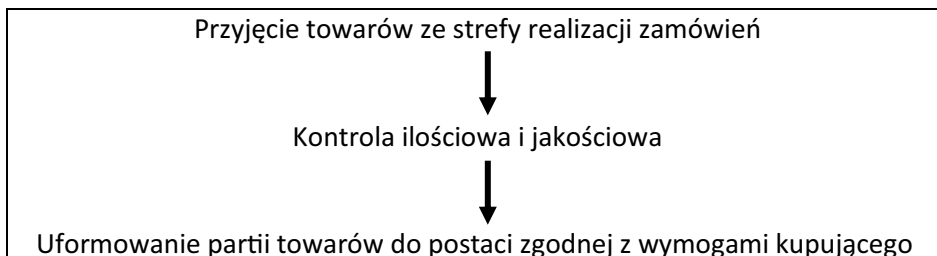 Przyjęcie towarów ze strefy realizacji zamówień
Kontrola ilościowa i jakościowa
Uformowanie partii towarów do postaci zgodnej z wymogami kupującego